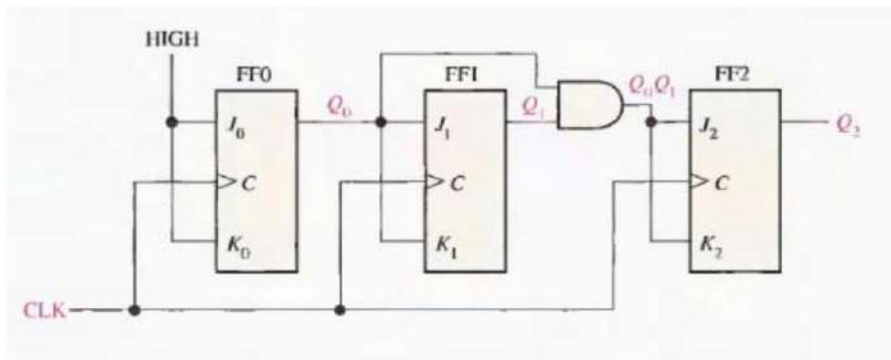 HIGH
FF0
FF1
FF2
Q₀
Q₁
Q₀Q₁
J₀
J₁
J₂
Q₂
C
C
C
K₀
K₁
K₂
CLK